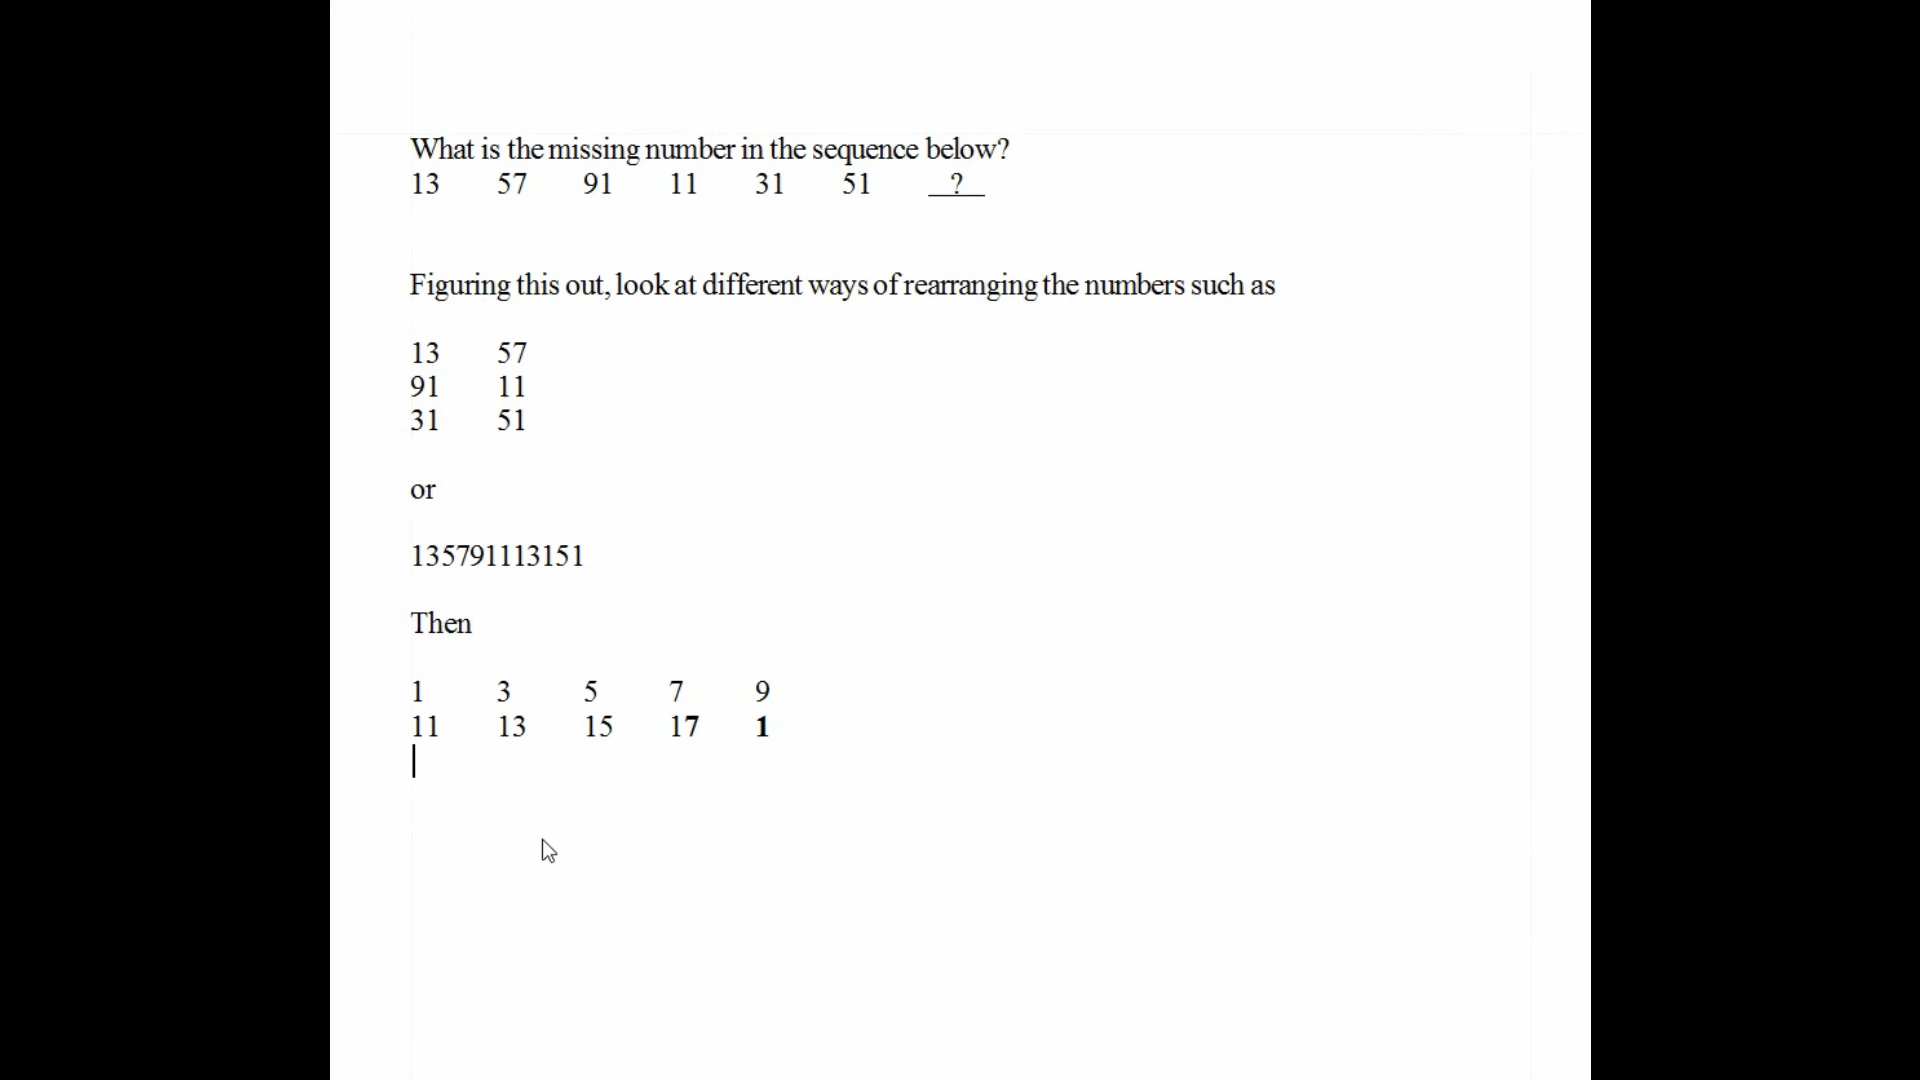 What is the missing number in the sequence below?
13 57 91 11 31 51 __?__
Figuring this out, look at different ways of rearranging the numbers such as
13 57
91 11
31 51
or
135791113151
Then
1 3 5 7 9
11 13 15 17 1